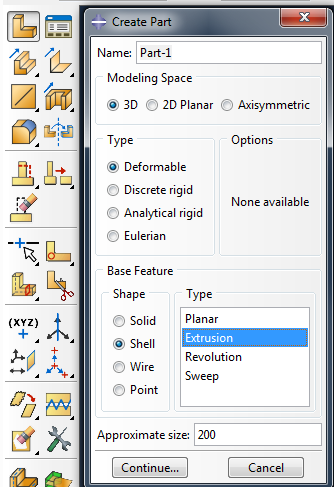 Create Part
Name: Part-1
Modeling Space
3D 2D Planar Axisymmetric
Type
Deformable
Discrete rigid
Analytical rigid
Eulerian
Options
None available
Base Feature
Shape
Solid
Shell
Wire
Point
Type
Planar
Extrusion
Revolution
Sweep
Approximate size: 200
Continue... Cancel
(XYZ)